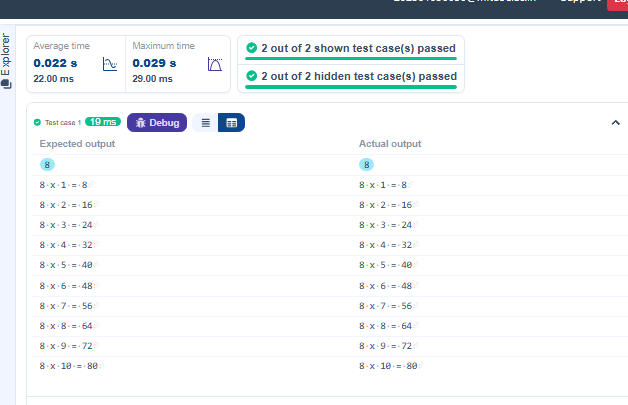 Support
Explorer
Average time
0.022 s
22.00 ms
Maximum time
0.029 s
29.00 ms
2 out of 2 shown test case(s) passed
2 out of 2 hidden test case(s) passed
Test case 1 19 ms Debug
Expected output Actual output
8 8
8·x·1·=·8 8·x·1·=·8
8·x·2·=·16 8·x·2·=·16
8·x·3·=·24 8·x·3·=·24
8·x·4·=·32 8·x·4·=·32
8·x·5·=·40 8·x·5·=·40
8·x·6·=·48 8·x·6·=·48
8·x·7·=·56 8·x·7·=·56
8·x·8·=·64 8·x·8·=·64
8·x·9·=·72 8·x·9·=·72
8·x·10·=·80 8·x·10·=·80